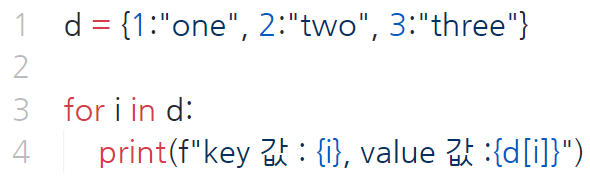 1 d = {1:"one", 2:"two", 3:"three"}
2
3 for i in d:
4     print(f"key 값 : {i}, value 값 :{d[i]}")